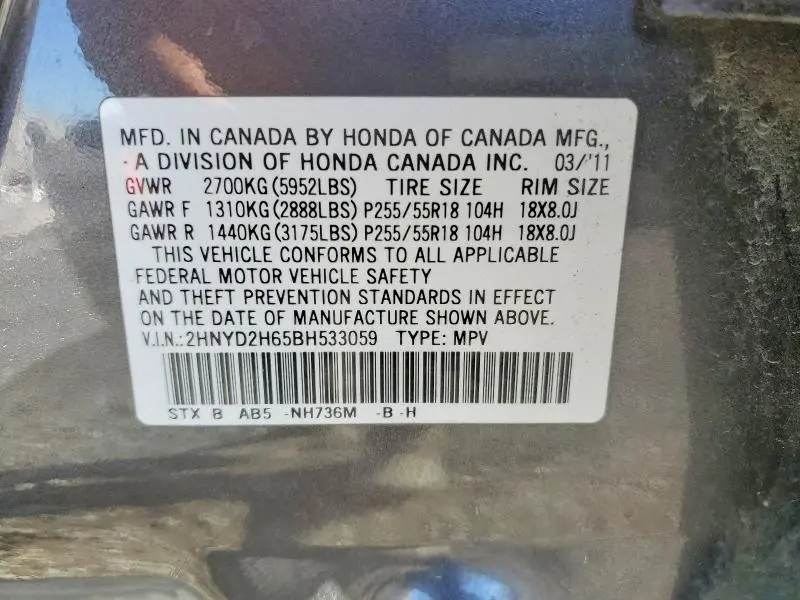 MFD. IN CANADA BY HONDA OF CANADA MFG.,
A DIVISION OF HONDA CANADA INC. 03/'11
GVWR 2700KG(5952LBS) TIRE SIZE RIM SIZE
GAWR F 1310KG(2888LBS) P255/55R18 104H 18X8.0J
GAWR R 1440KG(3175LBS) P255/55R18 104H 18X8.0J
THIS VEHICLE CONFORMS TO ALL APPLICABLE
FEDERAL MOTOR VEHICLE SAFETY
AND THEFT PREVENTION STANDARDS IN EFFECT
ON THE DATE OF MANUFACTURE SHOWN ABOVE.
V.I.N.:2HNYD2H65BH533059 TYPE: MPV
STX B AB5 -NH736M -B -H